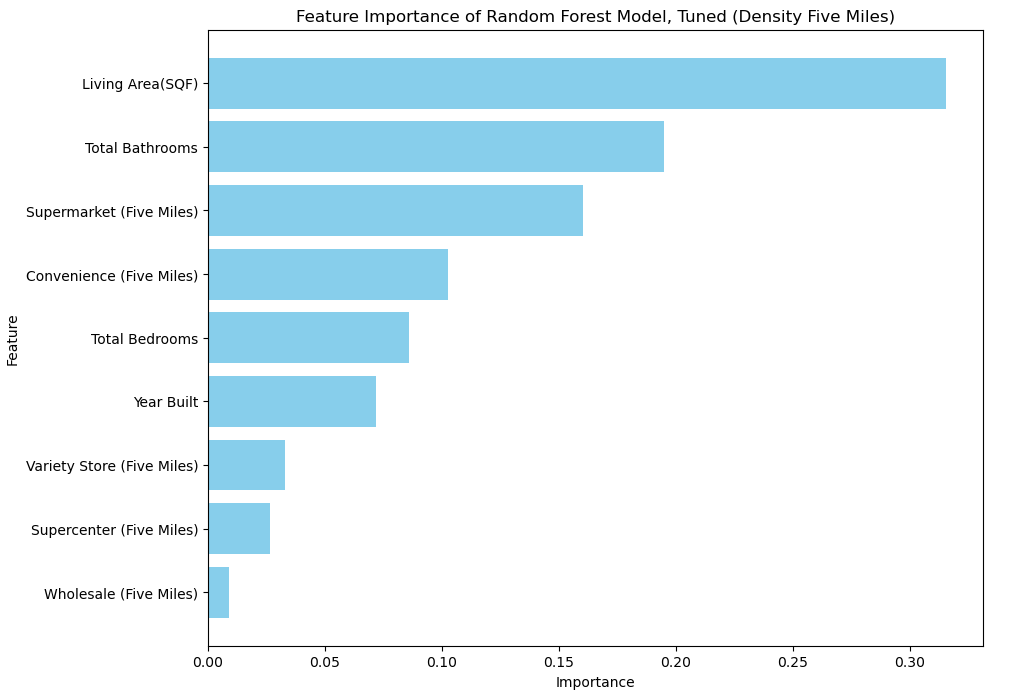 Feature Importance of Random Forest Model, Tuned (Density Five Miles)
Feature
Living Area(SQF)
Total Bathrooms
Supermarket (Five Miles)
Convenience (Five Miles)
Total Bedrooms
Year Built
Variety Store (Five Miles)
Supercenter (Five Miles)
Wholesale (Five Miles)
0.00 0.05 0.10 0.15 0.20 0.25 0.30
Importance